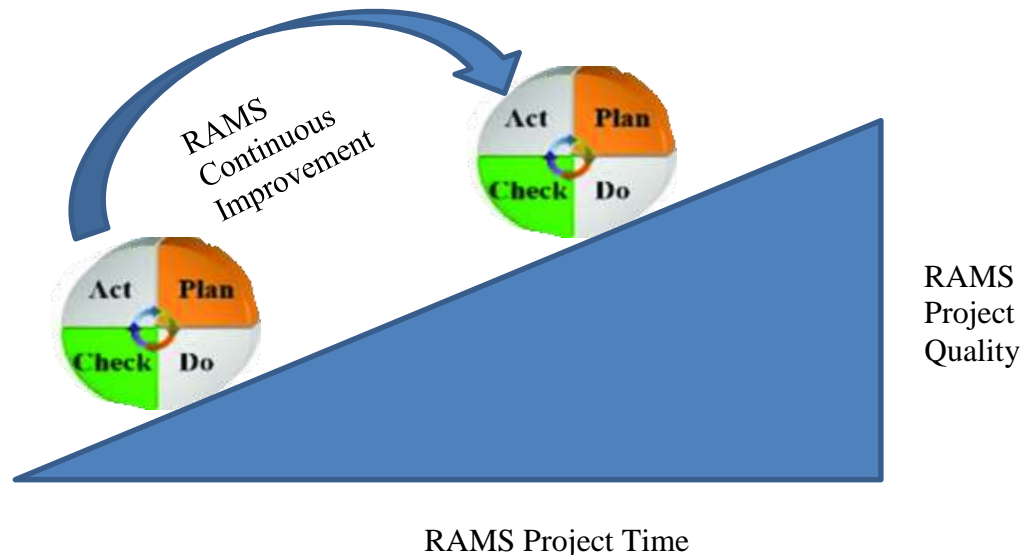 RAMS
Continuous
Improvement
Act Plan
Check Do
Act Plan
Check Do
RAMS
Project
Quality
RAMS Project Time